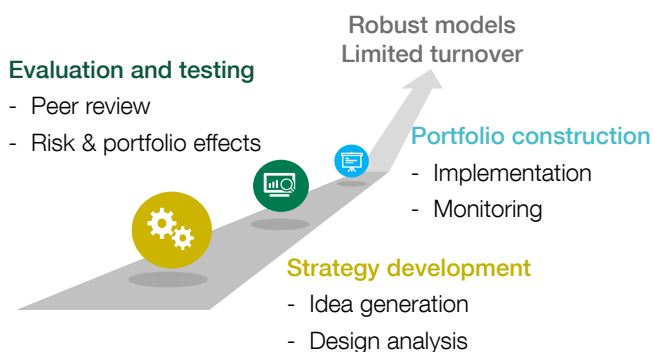 Robust models
Limited turnover
Evaluation and testing
- Peer review
- Risk & portfolio effects
Portfolio construction
- Implementation
- Monitoring
Strategy development
- Idea generation
- Design analysis